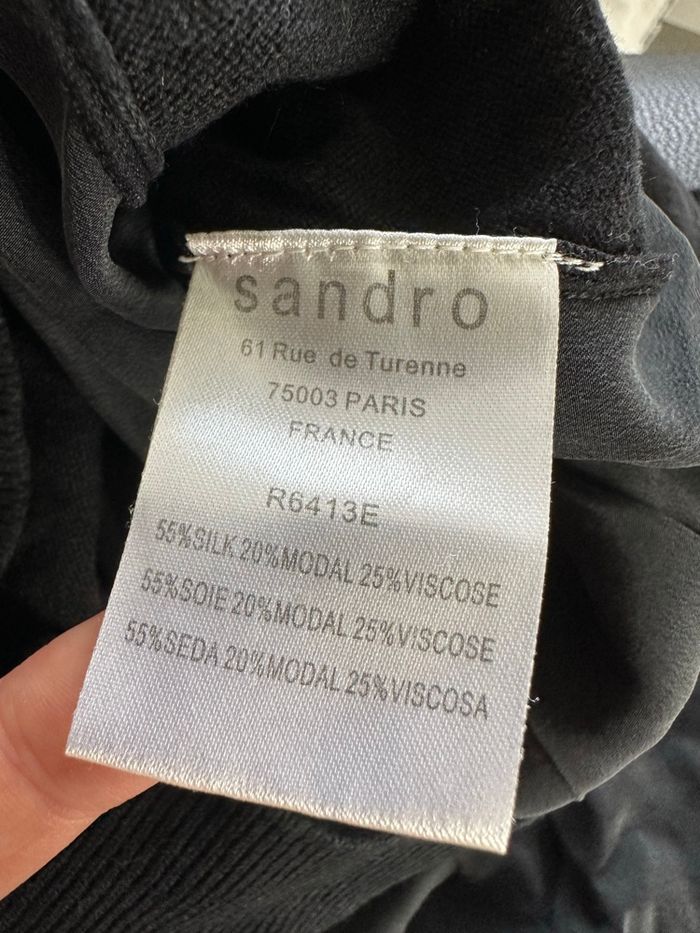 sandro
61 Rue de Turenne
75003 PARIS
FRANCE
R6413E
55%SILK 20%MODAL 25%VISCOSE
55%SOIE 20%MODAL 25%VISCOSE
55%SEDA 20%MODAL 25%VISCOSA